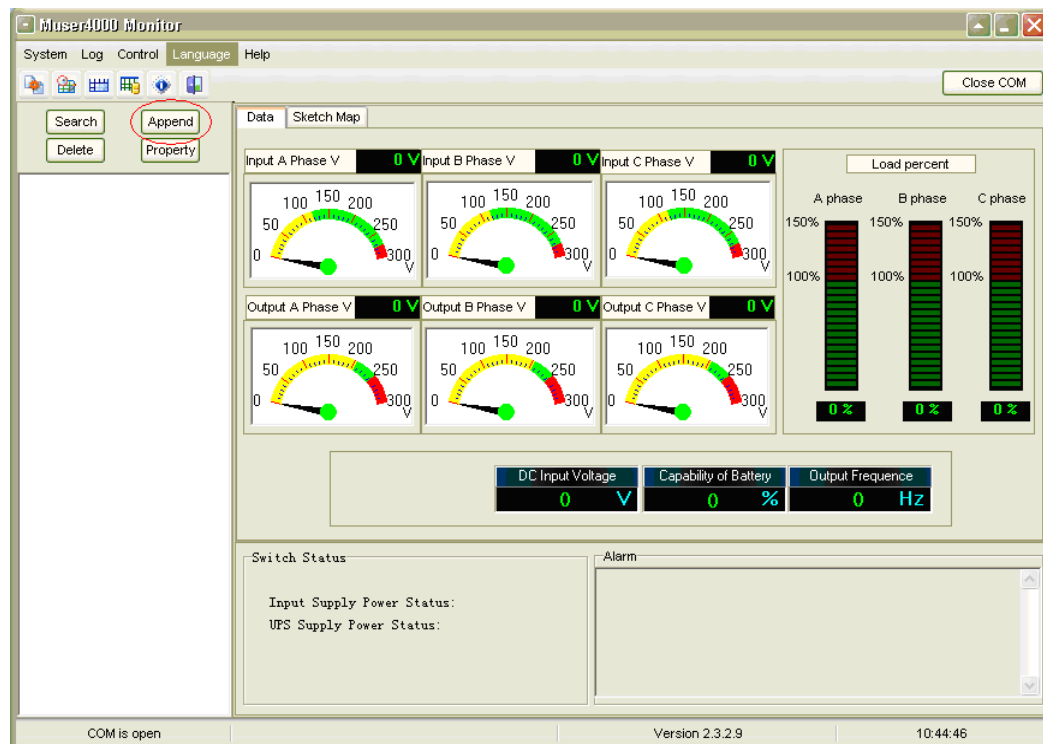 Muser4000 Monitor
System Log Control Language Help
Close COM
Search Append
Delete Property
Data Sketch Map
Input A Phase V 0 V Input B Phase V 0 V Input C Phase V 0 V
0 50 100 150 200 250 300 V
0 50 100 150 200 250 300 V
0 50 100 150 200 250 300 V
Output A Phase V 0 V Output B Phase V 0 V Output C Phase V 0 V
0 50 100 150 200 250 300 V
0 50 100 150 200 250 300 V
0 50 100 150 200 250 300 V
Load percent
A phase B phase C phase
150% 150% 150%
100% 100% 100%
0 % 0 % 0 %
DC Input Voltage Capability of Battery Output Frequence
0 V 0 % 0 Hz
Switch Status
Input Supply Power Status:
UPS Supply Power Status:
Alarm
COM is open Version 2.3.2.9 10:44:46